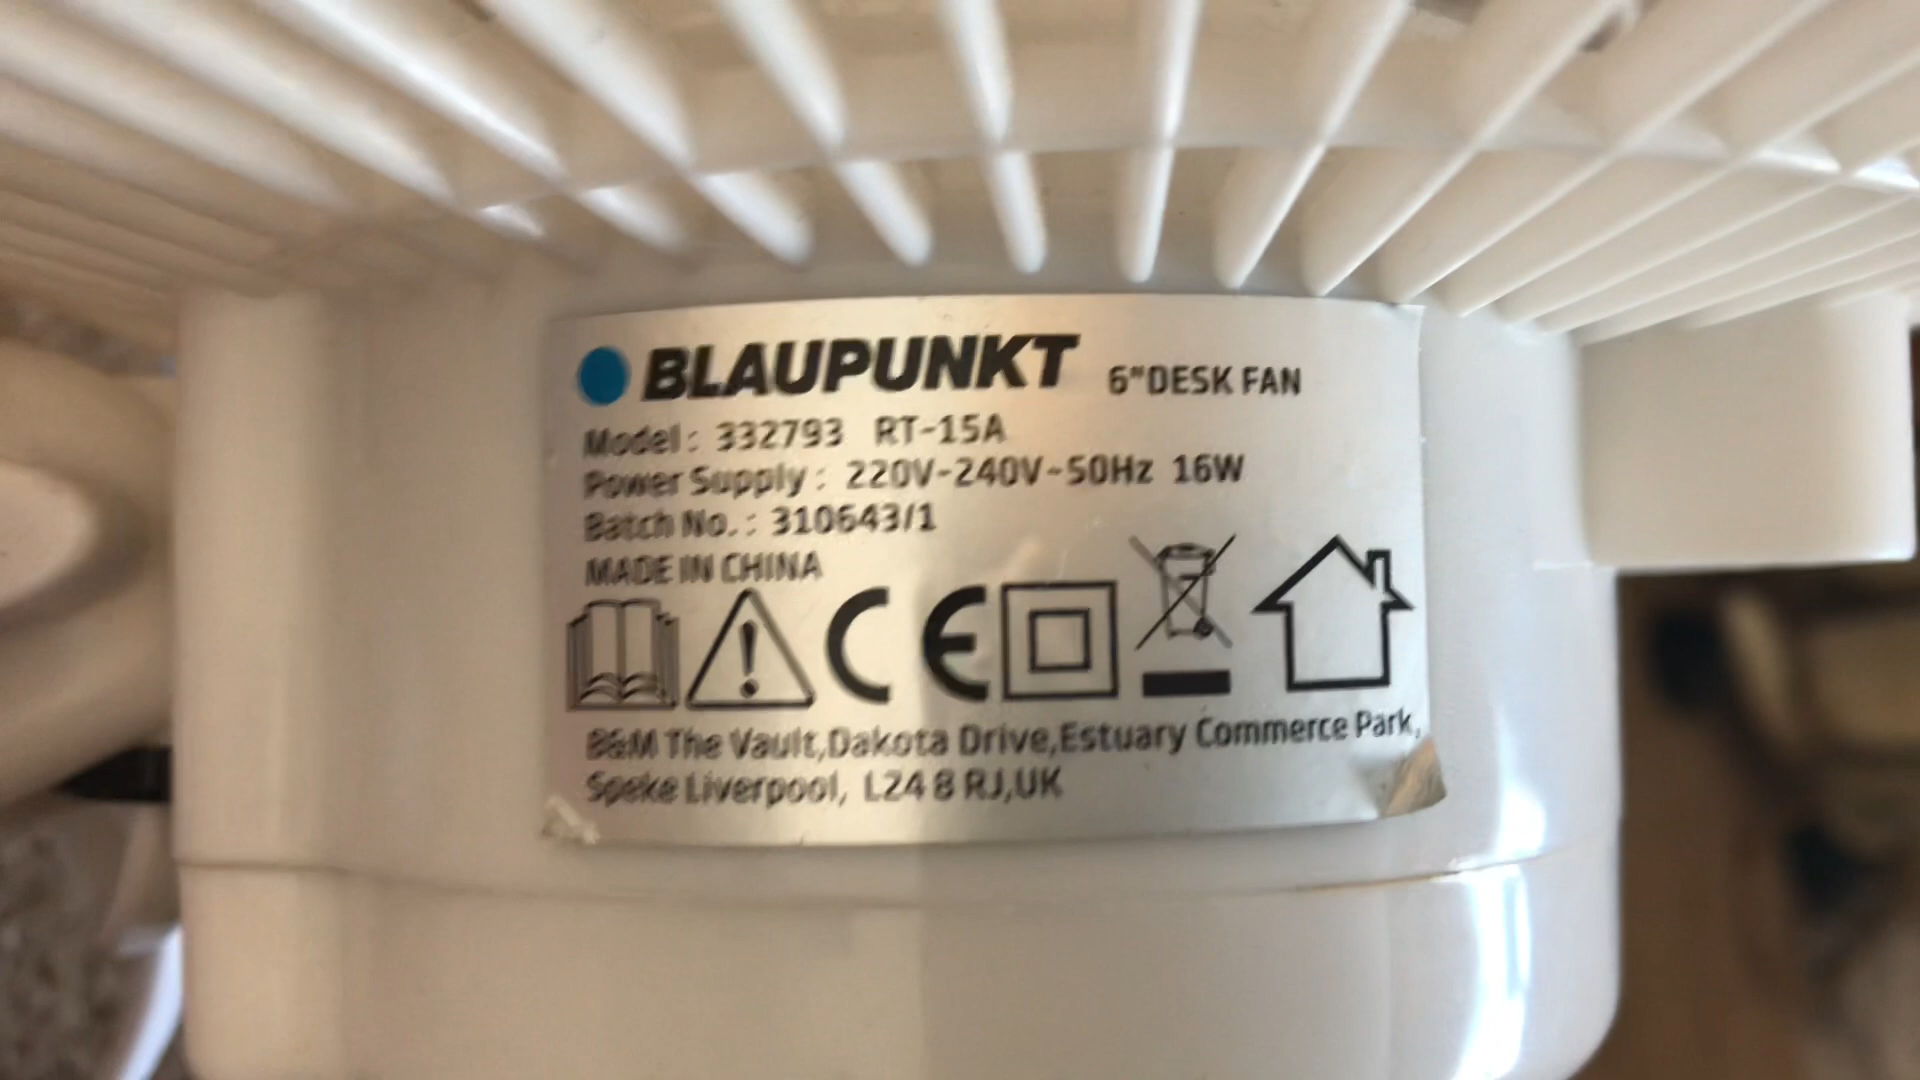 BLAUPUNKT 6"DESK FAN
Model: 332793 RT-15A
Power Supply: 220V-240V~50Hz 16W
Batch No.: 310643/1
MADE IN CHINA
CE
B&M The Vault,Dakota Drive,Estuary Commerce Park,
Speke Liverpool, L24 8 RJ,UK